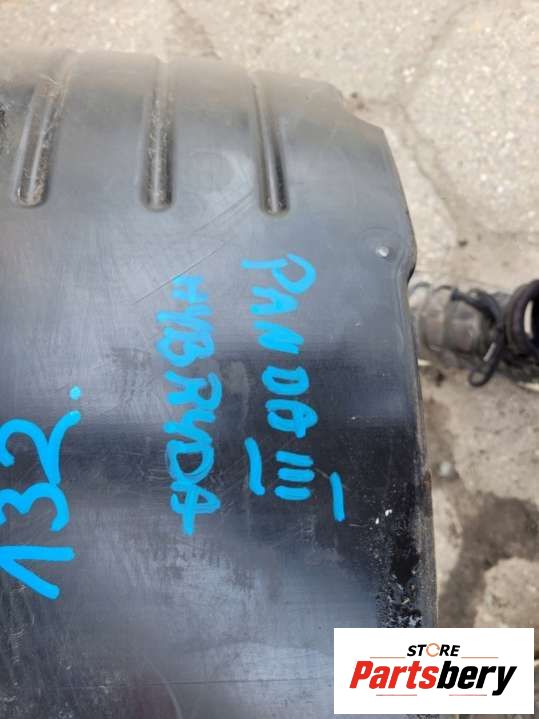 PANDA III
HYBRYDA
132.
STORE
Partsbery